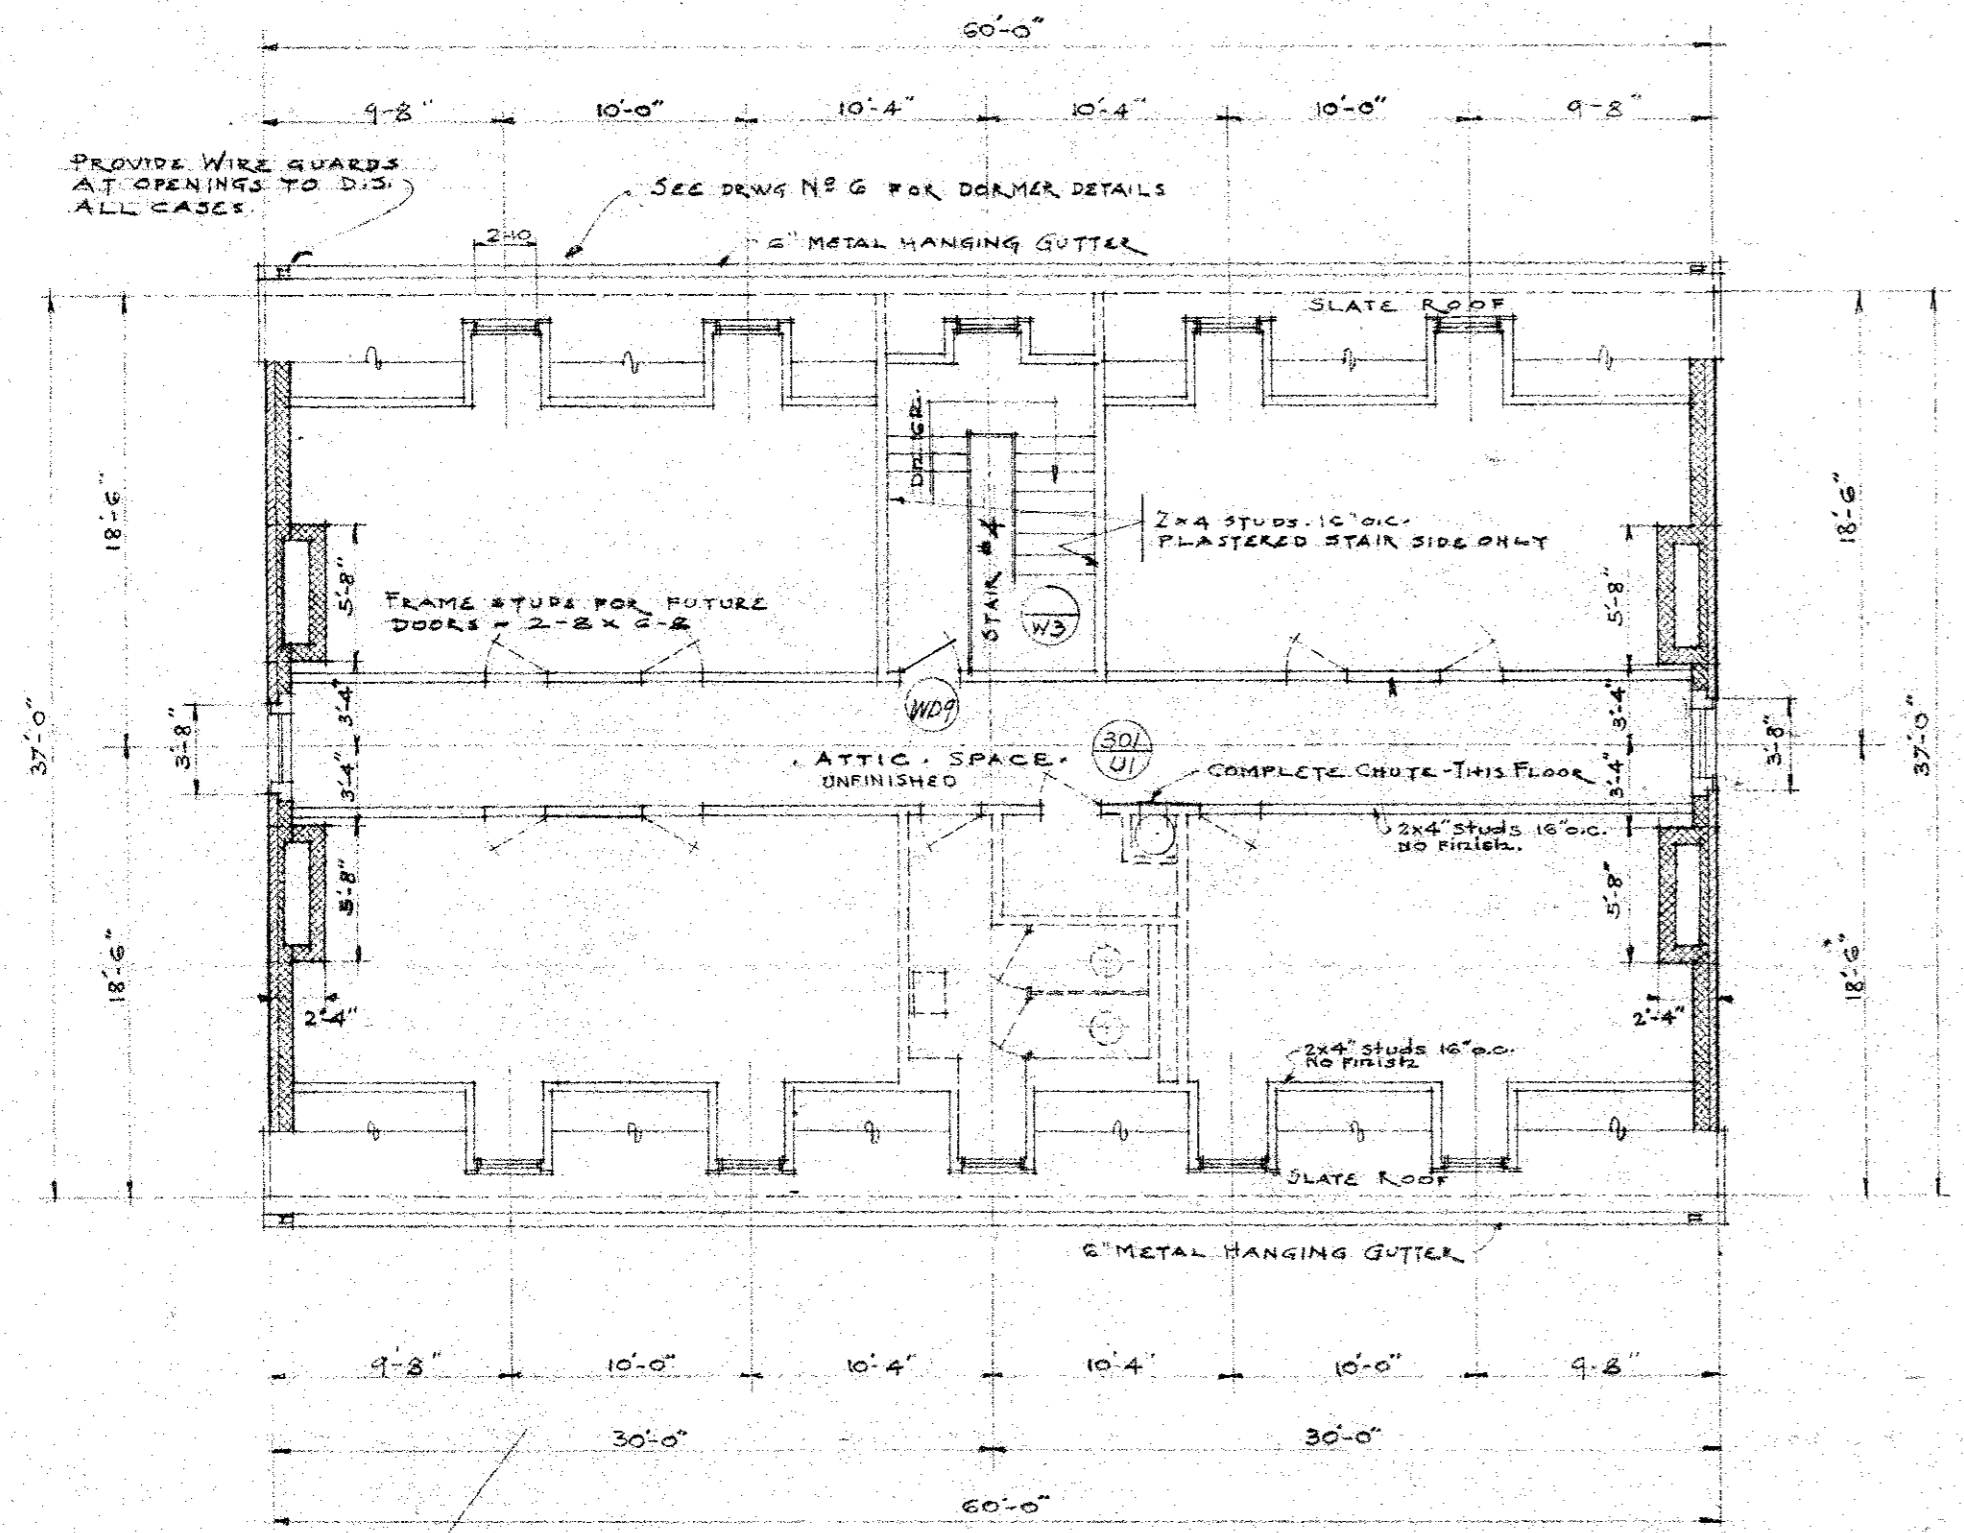 60'-0"
9-8" 10'-0" 10'-4" 10'-4" 10'-0" 9-8"
PROVIDE WIRE GUARDS
AT OPENINGS TO D.S.
ALL CASES.
SEE DRWG Nº 6 FOR DORMER DETAILS
2-10
6" METAL HANGING GUTTER
SLATE ROOF
DN 16 R.
18'-6"
18'-6"
2x4 STUDS. 16" O.C.
PLASTERED STAIR SIDE ONLY
STAIR #4
5'-8"
5'-8"
FRAME STUDS FOR FUTURE
DOORS - 2-8 x 6-8
W3
WD9
37'-0"
3'-8"
3'-4"
3'-4"
3'-4"
3'-4"
3'-8"
37'-0"
301
U1
. ATTIC . SPACE .
UNFINISHED
COMPLETE CHUTE - THIS FLOOR
2x4" Studs 16" o.c.
No Finish.
5'-8"
5'-8"
18'-6"
18'-6"
2'-4"
2'-4"
2x4" Studs 16" o.c.
No Finish
SLATE ROOF
6" METAL HANGING GUTTER
9'-8" 10'-0" 10'-4" 10'-4" 10'-0" 9-8"
30'-0" 30'-0"
60'-0"